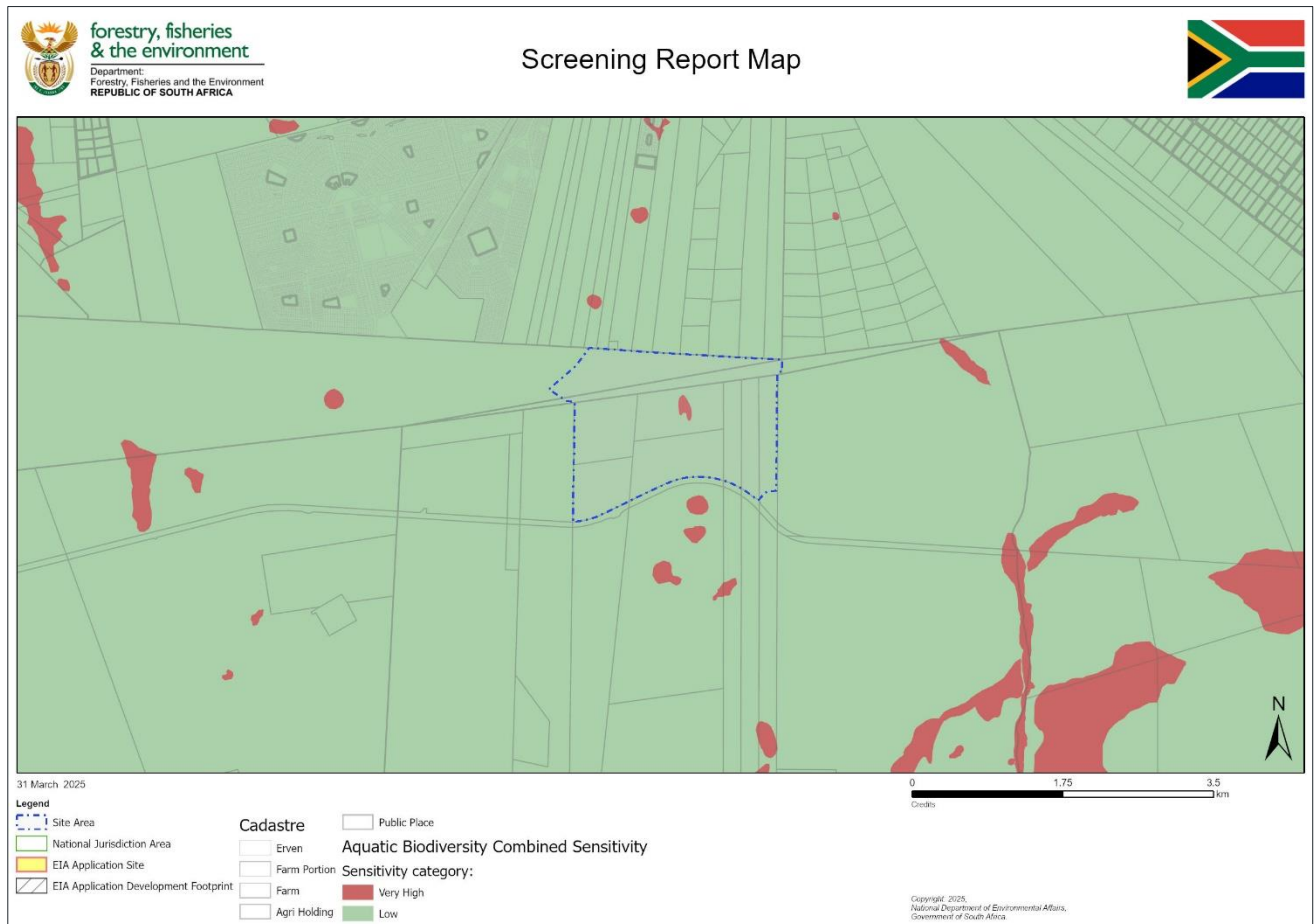 forestry, fisheries
& the environment
Department:
Forestry, Fisheries and the Environment
REPUBLIC OF SOUTH AFRICA
Screening Report Map
N
31 March 2025
0 1.75 3.5
km
Credits
Legend
Site Area
National Jurisdiction Area
EIA Application Site
EIA Application Development Footprint
Cadastre
Erven
Farm Portion
Farm
Agri Holding
Public Place
Aquatic Biodiversity Combined Sensitivity
Sensitivity category:
Very High
Low
Copyright: 2025,
National Department of Environmental Affairs,
Government of South Africa.